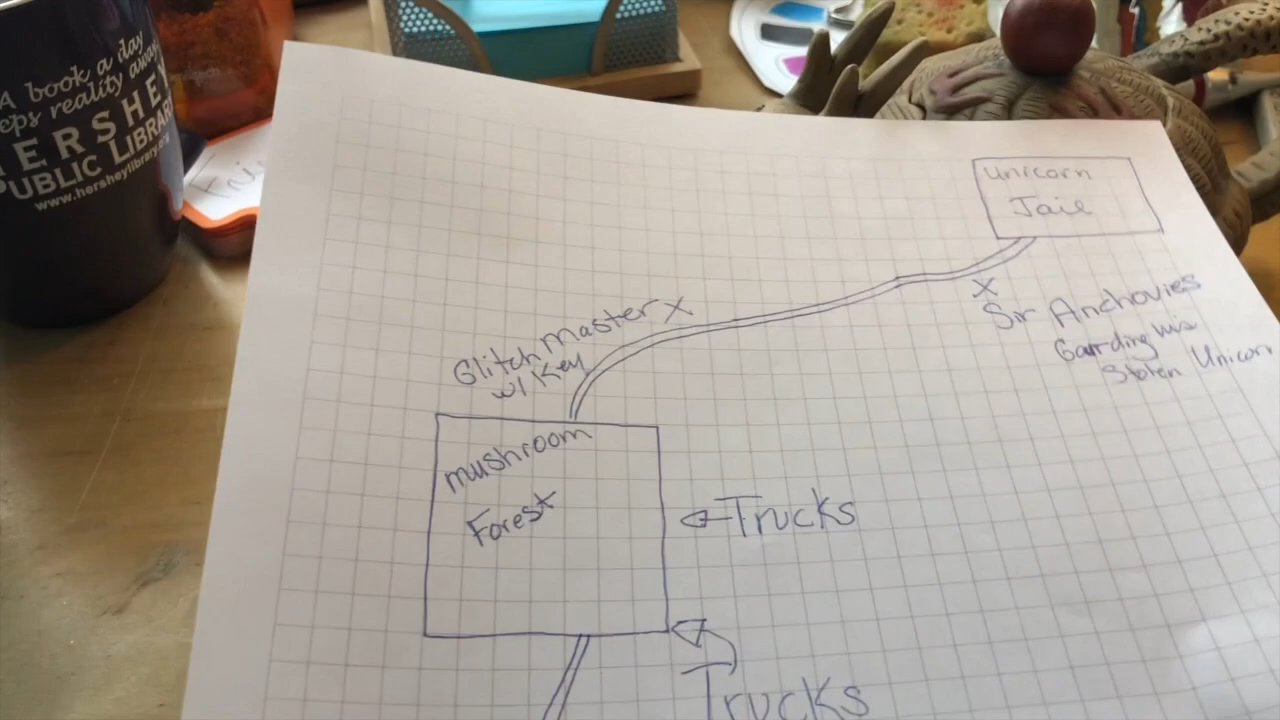 A book a day
eps reality away
HERSHEY
PUBLIC LIBRARY
www.hersheylibrary.org
Unicorn
Jail
X
Sir Anchovies
Garding his
Stolen Unicorn
Glitch Master X
w/ Key
mushroom
Forest
Trucks
Trucks